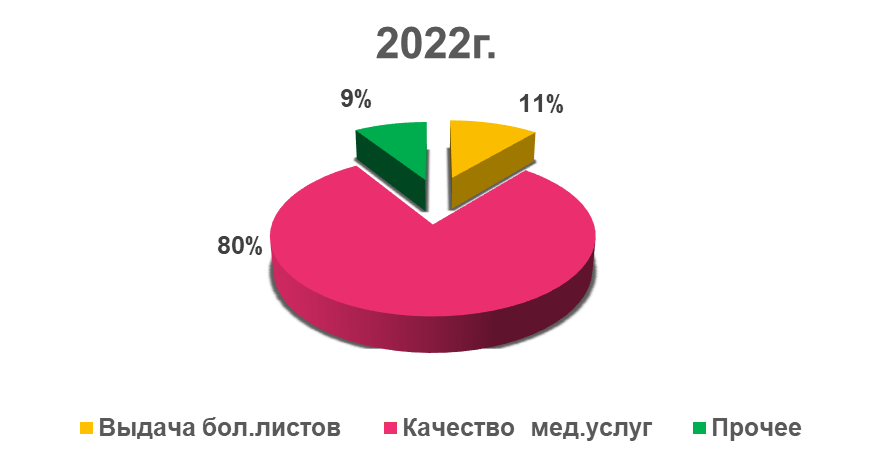 2022г.
9%
11%
80%
Выдача бол.листов
Качество мед.услуг
Прочее